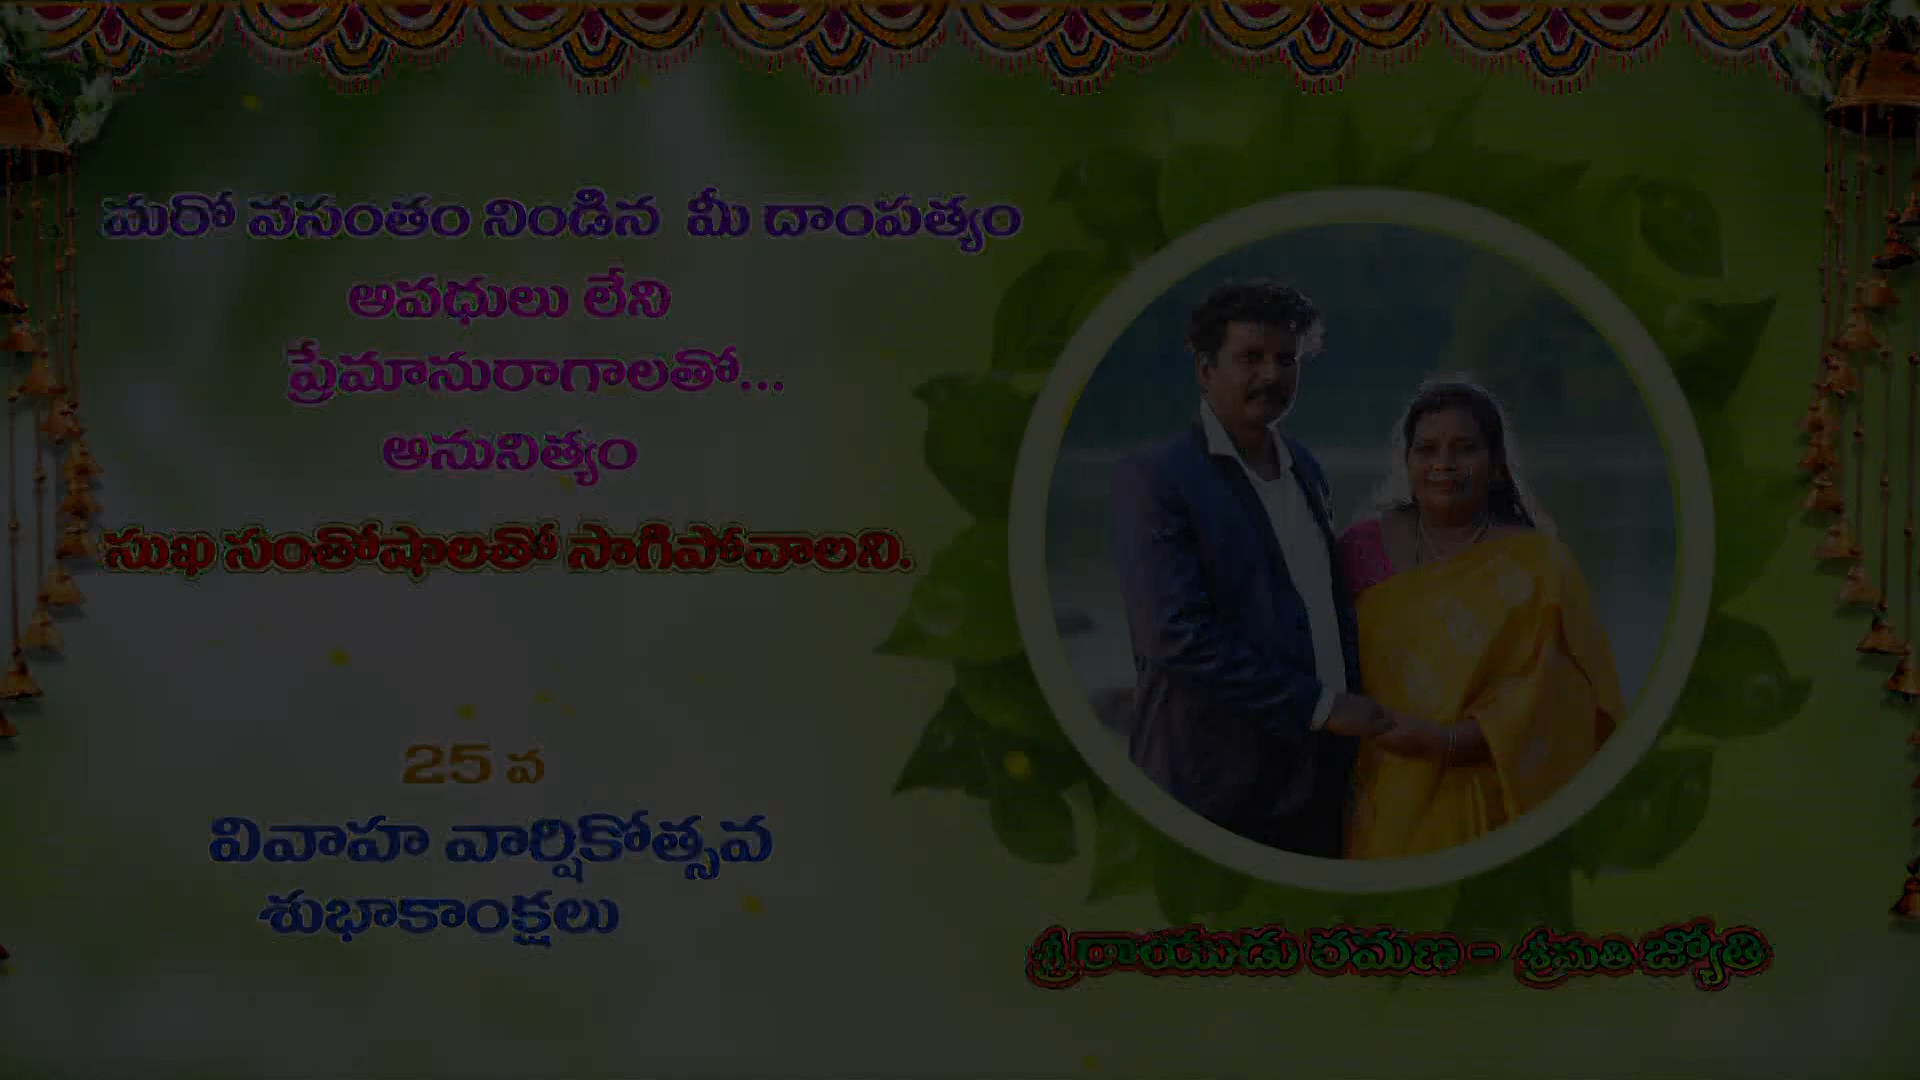 మరో వసంతం నిండిన మీ దాంపత్యం
అవధులు లేని
ప్రేమానురాగాలతో...
అనునిత్యం
సుఖ సంతోషాలతో సాగిపోవాలని.
25 వ
వివాహ వార్షికోత్సవ
శుభాకాంక్షలు
శ్రీ రాయుడు రమణ - శ్రీమతి జ్యోతి